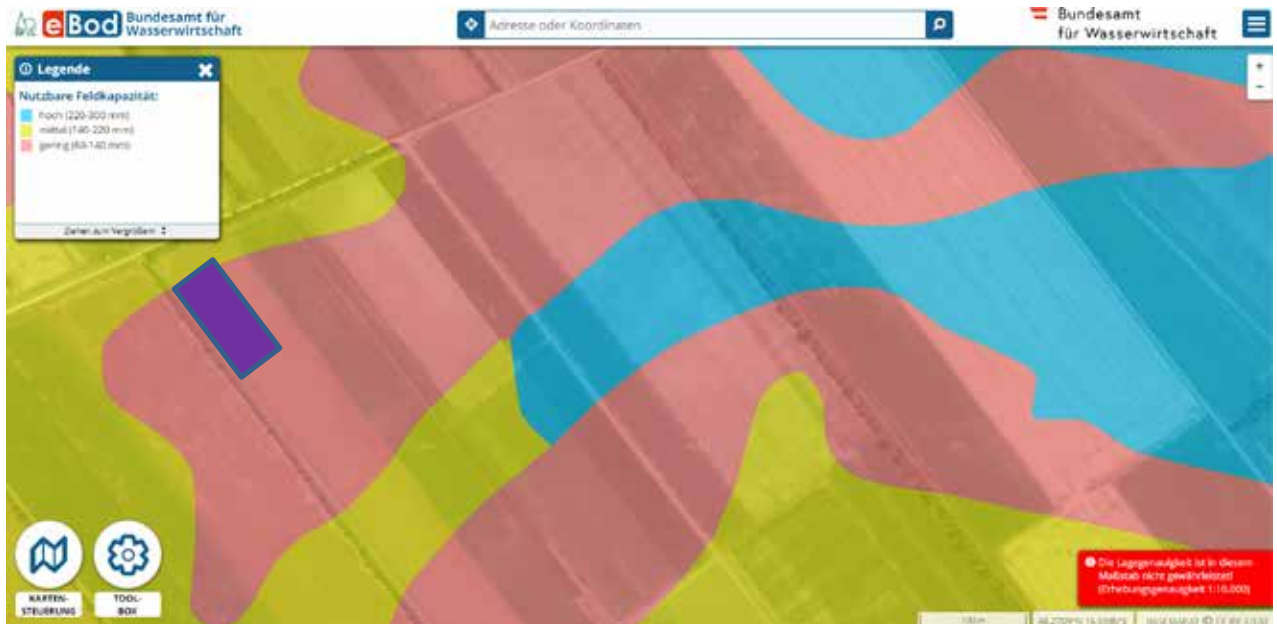 eBod Bundesamt für
Wasserwirtschaft
Adresse oder Koordinaten
Bundesamt
für Wasserwirtschaft
Legende
Nutzbare Feldkapazität:
hoch (220-300 mm)
mittel (140-220 mm)
gering (60-140 mm)
Ziehen zum Vergrößern
+
-
KARTEN-
STEUERUNG
TOOL-
BOX
Die Lagegenauigkeit ist in diesem
Maßstab nicht gewährleistet!
(Erhebungsgenauigkeit 1:10.000)
100 m